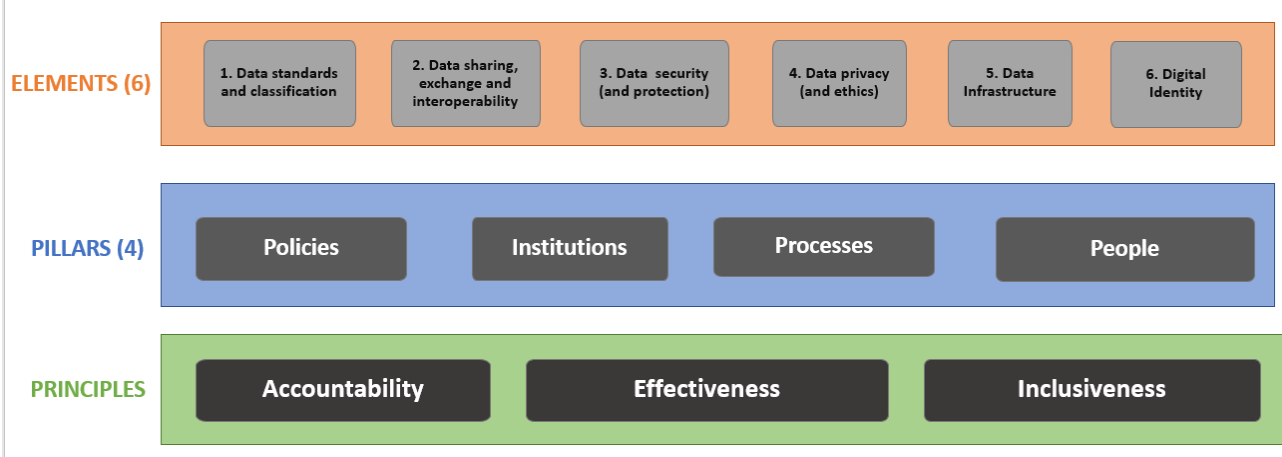 ELEMENTS (6)
1. Data standards
and classification
2. Data sharing,
exchange and
interoperability
3. Data security
(and protection)
4. Data privacy
(and ethics)
5. Data
Infrastructure
6. Digital
Identity
PILLARS (4)
Policies
Institutions
Processes
People
PRINCIPLES
Accountability
Effectiveness
Inclusiveness